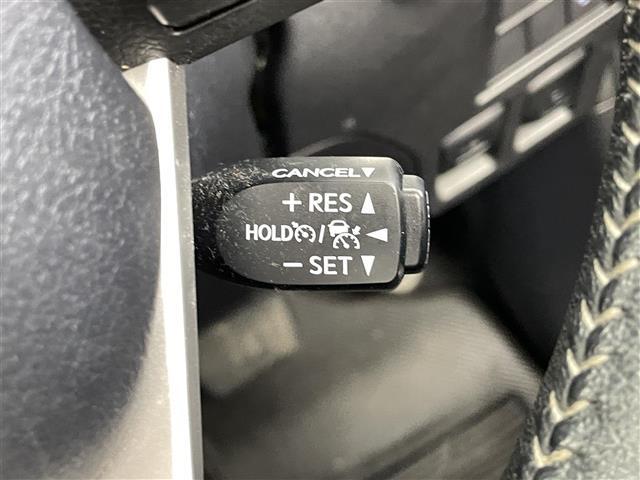 CANCEL▼
+ RES ▲
HOLD / ◀
− SET ▼